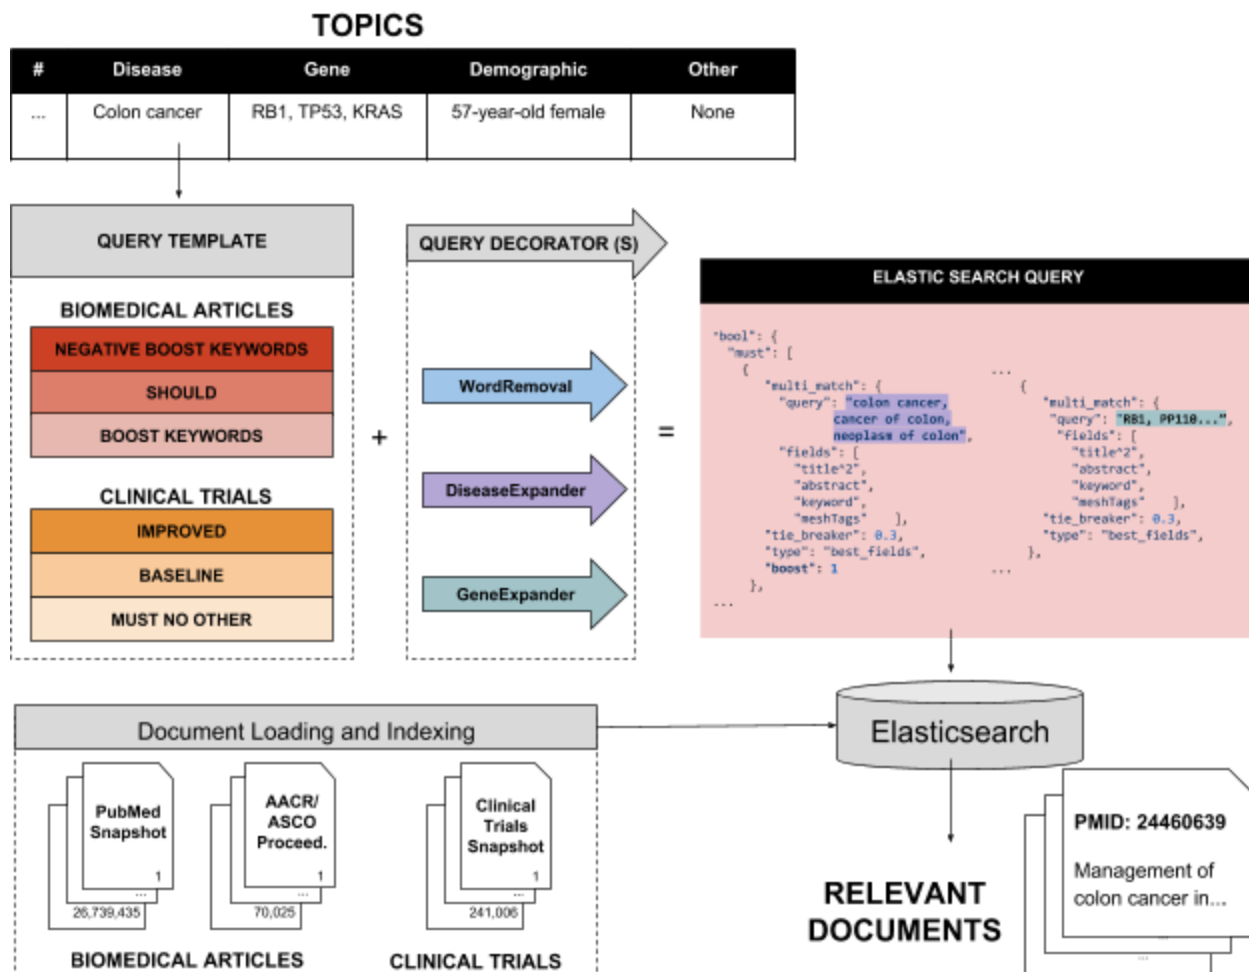 TOPICS
# Disease Gene Demographic Other
... Colon cancer RB1, TP53, KRAS 57-year-old female None
QUERY TEMPLATE
BIOMEDICAL ARTICLES
NEGATIVE BOOST KEYWORDS
SHOULD
BOOST KEYWORDS
CLINICAL TRIALS
IMPROVED
BASELINE
MUST NO OTHER
+
QUERY DECORATOR (S)
WordRemoval
DiseaseExpander
GeneExpander
=
ELASTIC SEARCH QUERY
"bool": {
"must": [
{
"multi_match": {
"query": "colon cancer,
cancer of colon,
neoplasm of colon",
"fields": [
"title^2",
"abstract",
"keyword",
"meshTags" ],
"tie_breaker": 0.3,
"type": "best_fields",
"boost": 1
},
...
...
{
"multi_match": {
"query": "RB1, PP110...",
"fields": [
"title^2",
"abstract",
"keyword",
"meshTags" ],
"tie_breaker": 0.3,
"type": "best_fields",
},
...
Document Loading and Indexing
PubMed
Snapshot
1
...
26,739,435
AACR/
ASCO
Proceed.
1
...
70,025
BIOMEDICAL ARTICLES
Clinical
Trials
Snapshot
1
...
241,006
CLINICAL TRIALS
Elasticsearch
RELEVANT
DOCUMENTS
PMID: 24460639
Management of
colon cancer in...
...
...